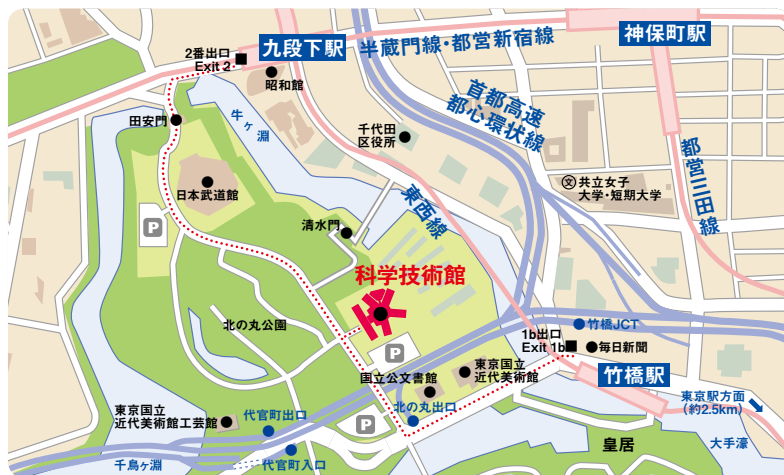 2番出口
Exit 2
九段下駅
半蔵門線・都営新宿線
神保町駅
昭和館
首都高速
都心環状線
牛ヶ淵
田安門
千代田
区役所
都営三田線
文
共立女子
大学・短期大学
日本武道館
東西線
P
清水門
科学技術館
北の丸公園
1b出口
Exit 1b
竹橋JCT
毎日新聞
P
国立公文書館
東京国立
近代美術館
竹橋駅
東京駅方面
(約2.5km)
東京国立
近代美術館工芸館
代官町出口
P
北の丸出口
皇居
大手濠
千鳥ヶ淵
代官町入口